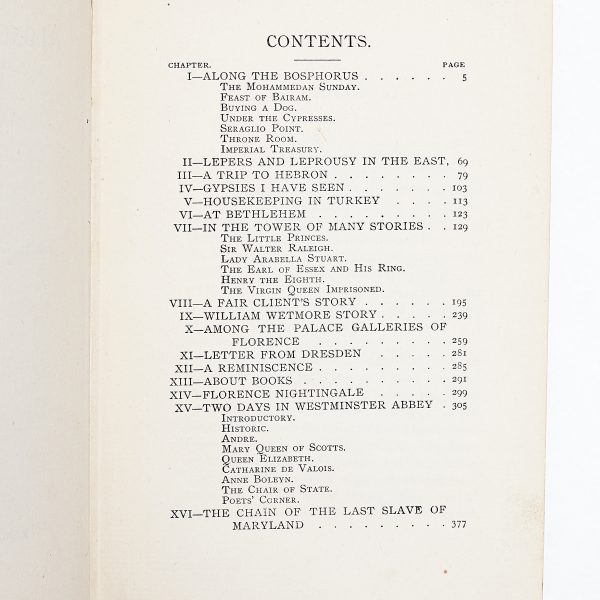 CONTENTS.
CHAPTER. PAGE
I—ALONG THE BOSPHORUS . . . . . . 5
THE MOHAMMEDAN SUNDAY.
FEAST OF BAIRAM.
BUYING A DOG.
UNDER THE CYPRESSES.
SERAGLIO POINT.
THRONE ROOM.
IMPERIAL TREASURY.
II—LEPERS AND LEPROUSY IN THE EAST, 69
III—A TRIP TO HEBRON . . . . . . . . 79
IV—GYPSIES I HAVE SEEN . . . . . . . 103
V—HOUSEKEEPING IN TURKEY . . . . 113
VI—AT BETHLEHEM . . . . . . . . . 123
VII—IN THE TOWER OF MANY STORIES . . 129
THE LITTLE PRINCES.
SIR WALTER RALEIGH.
LADY ARABELLA STUART.
THE EARL OF ESSEX AND HIS RING.
HENRY THE EIGHTH.
THE VIRGIN QUEEN IMPRISONED.
VIII—A FAIR CLIENT'S STORY . . . . . . 195
IX—WILLIAM WETMORE STORY . . . . . 239
X—AMONG THE PALACE GALLERIES OF
FLORENCE . . . . . . . . . 259
XI—LETTER FROM DRESDEN . . . . . 281
XII—A REMINISCENCE . . . . . . . . . 285
XIII—ABOUT BOOKS . . . . . . . . . . 291
XIV—FLORENCE NIGHTINGALE . . . . . 299
XV—TWO DAYS IN WESTMINSTER ABBEY . 305
INTRODUCTORY.
HISTORIC.
ANDRE.
MARY QUEEN OF SCOTTS.
QUEEN ELIZABETH.
CATHARINE DE VALOIS.
ANNE BOLEYN.
THE CHAIR OF STATE.
POETS' CORNER.
XVI—THE CHAIN OF THE LAST SLAVE OF
MARYLAND . . . . . . . . . 377